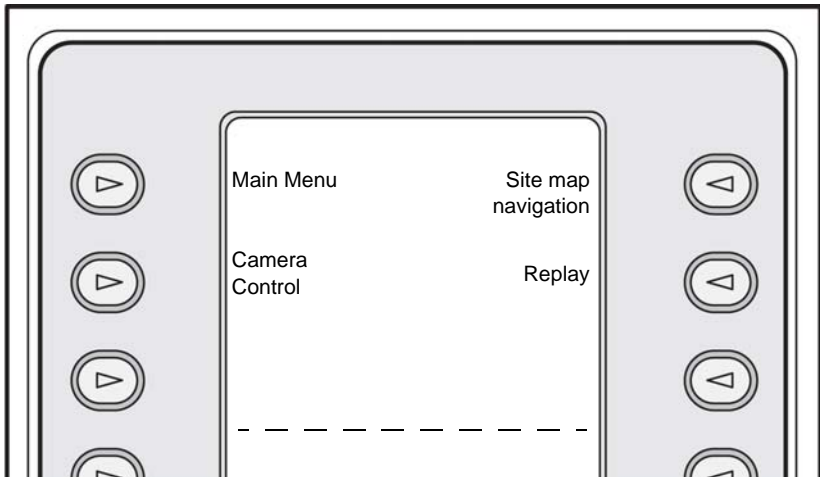 Main Menu
Site map
navigation
Camera
Control
Replay